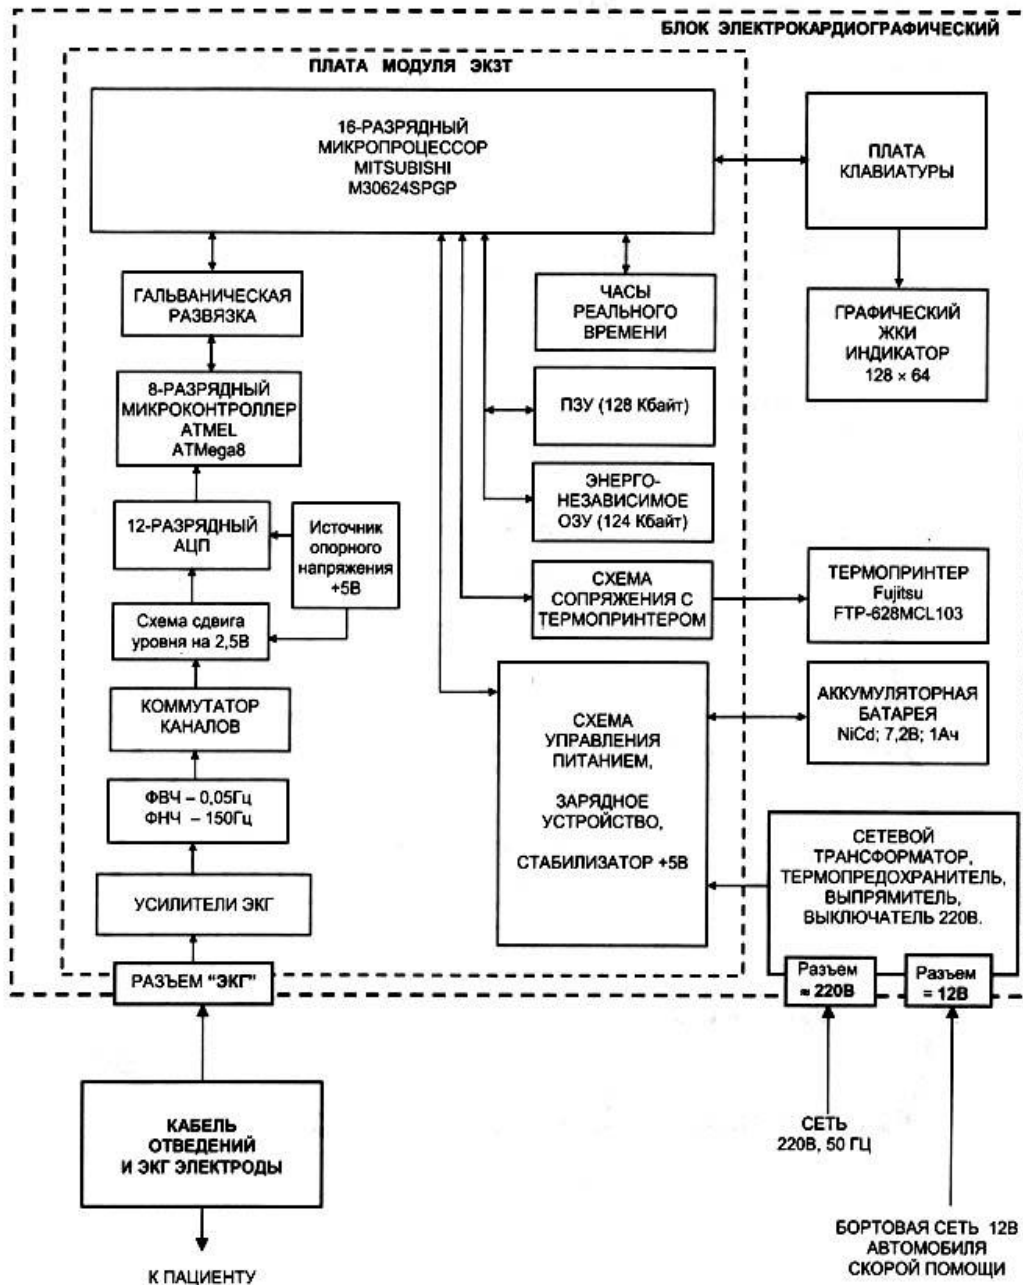 БЛОК ЭЛЕКТРОКАРДИОГРАФИЧЕСКИЙ
ПЛАТА МОДУЛЯ ЭКЗТ
16-РАЗРЯДНЫЙ
МИКРОПРОЦЕССОР
MITSUBISHI
M30624SPGP
ПЛАТА
КЛАВИАТУРЫ
ГАЛЬВАНИЧЕСКАЯ
РАЗВЯЗКА
ЧАСЫ
РЕАЛЬНОГО
ВРЕМЕНИ
ГРАФИЧЕСКИЙ
ЖКИ
ИНДИКАТОР
128 × 64
8-РАЗРЯДНЫЙ
МИКРОКОНТРОЛЛЕР
ATMEL
ATMega8
ПЗУ (128 Кбайт)
12-РАЗРЯДНЫЙ
АЦП
Источник
опорного
напряжения
+5В
ЭНЕРГО-
НЕЗАВИСИМОЕ
ОЗУ (124 Кбайт)
СХЕМА
СОПРЯЖЕНИЯ С
ТЕРМОПРИНТЕРОМ
ТЕРМОПРИНТЕР
Fujitsu
FTP-628MCL103
Схема сдвига
уровня на 2,5В
КОММУТАТОР
КАНАЛОВ
СХЕМА
УПРАВЛЕНИЯ
ПИТАНИЕМ,
ЗАРЯДНОЕ
УСТРОЙСТВО,
СТАБИЛИЗАТОР +5В
АККУМУЛЯТОРНАЯ
БАТАРЕЯ
NiCd; 7,2В; 1Ач
ФВЧ – 0,05Гц
ФНЧ – 150Гц
СЕТЕВОЙ
ТРАНСФОРМАТОР,
ТЕРМОПРЕДОХРАНИТЕЛЬ,
ВЫПРЯМИТЕЛЬ,
ВЫКЛЮЧАТЕЛЬ 220В.
УСИЛИТЕЛИ ЭКГ
РАЗЪЕМ "ЭКГ"
Разъем
≈ 220В
Разъем
= 12В
КАБЕЛЬ
ОТВЕДЕНИЙ
И ЭКГ ЭЛЕКТРОДЫ
СЕТЬ
220В, 50 ГЦ
БОРТОВАЯ СЕТЬ 12В
АВТОМОБИЛЯ
СКОРОЙ ПОМОЩИ
К ПАЦИЕНТУ